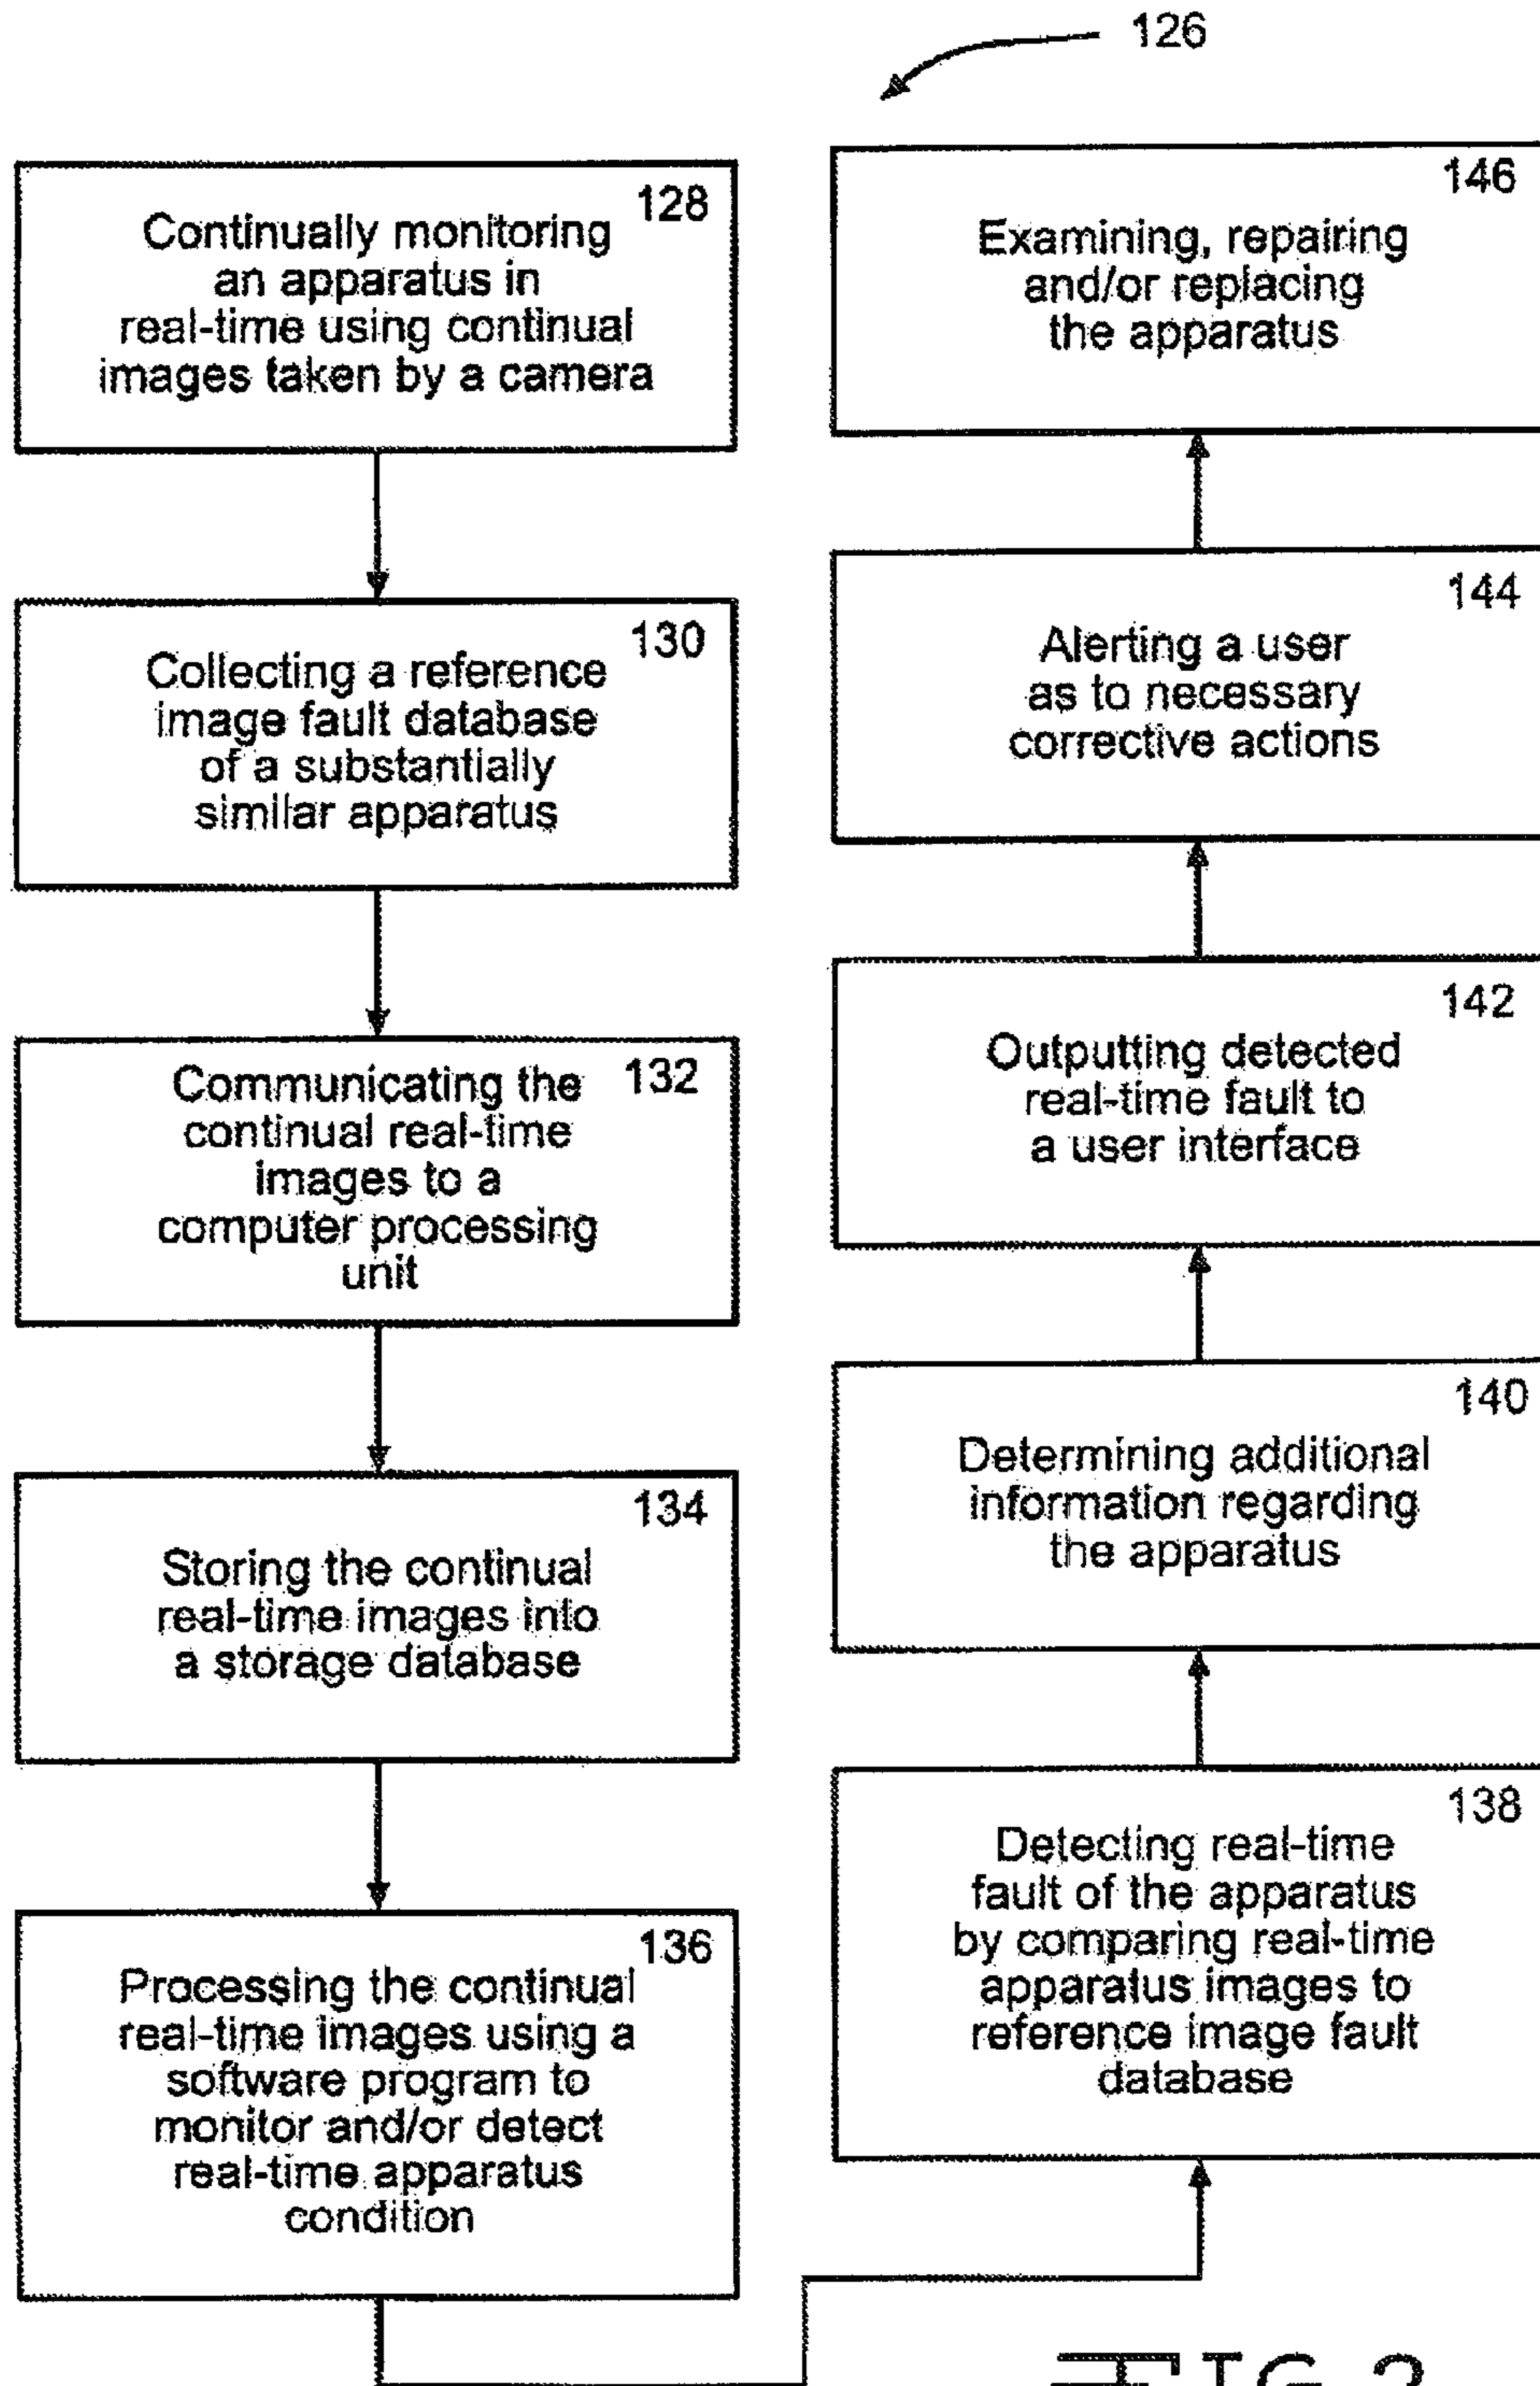 126
128
Continually monitoring
an apparatus in
real-time using continual
images taken by a camera
130
Collecting a reference
image fault database
of a substantially
similar apparatus
132
Communicating the
continual real-time
images to a
computer processing
unit
134
Storing the continual
real-time images into
a storage database
136
Processing the continual
real-time images using a
software program to
monitor and/or detect
real-time apparatus
condition
138
Detecting real-time
fault of the apparatus
by comparing real-time
apparatus images to
reference image fault
database
140
Determining additional
information regarding
the apparatus
142
Outputting detected
real-time fault to
a user interface
144
Alerting a user
as to necessary
corrective actions
146
Examining, repairing
and/or replacing
the apparatus